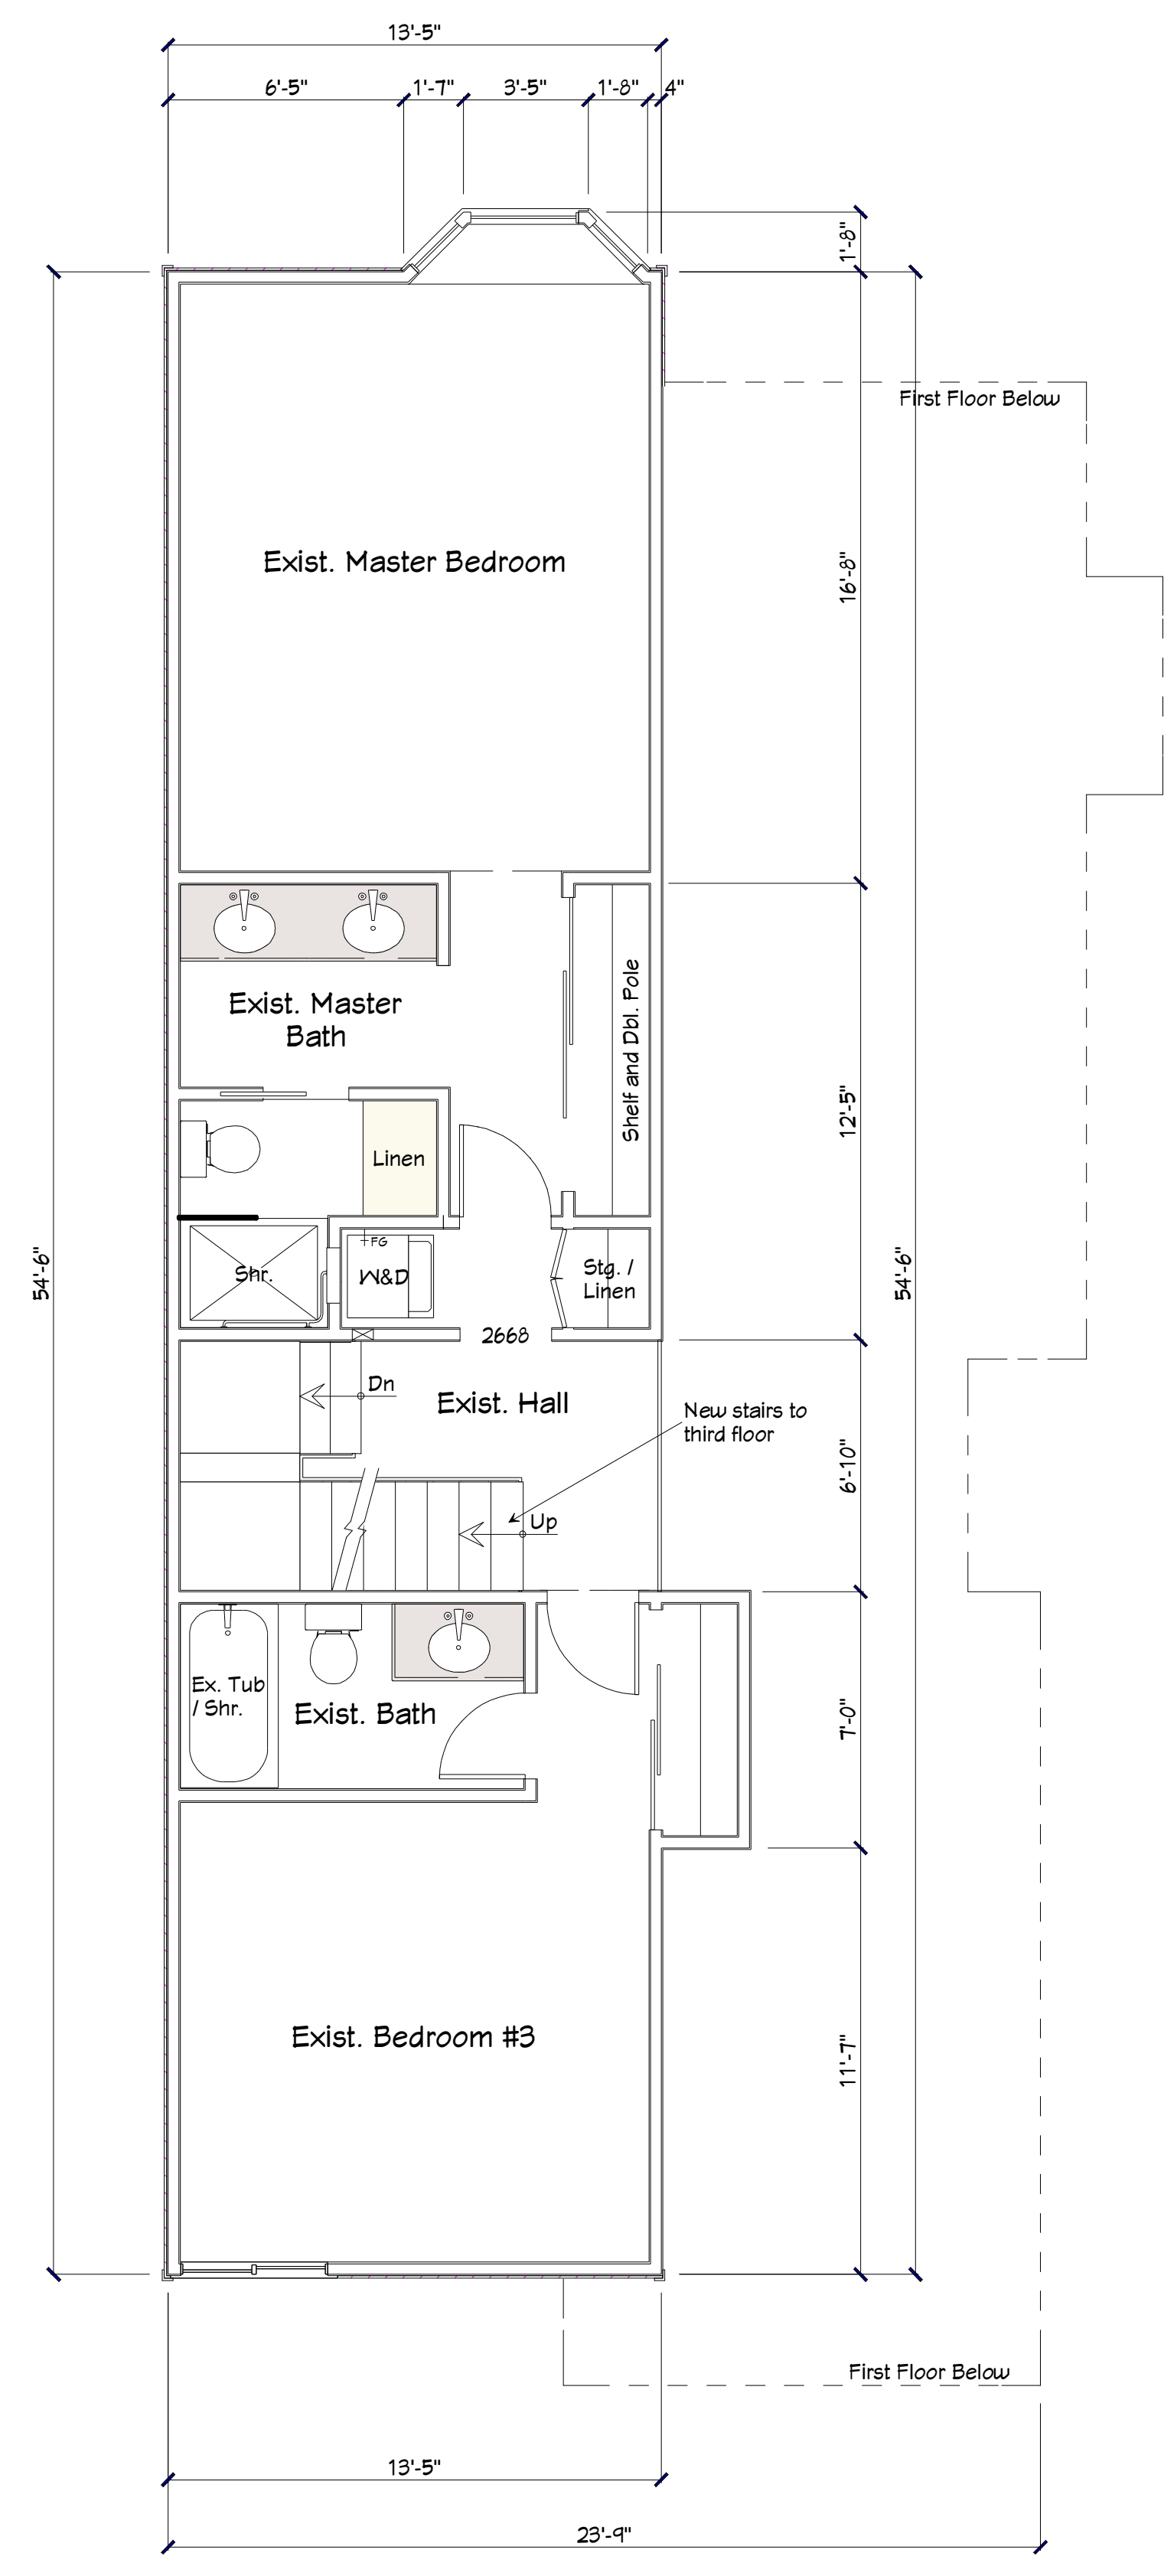 13'-5"
6'-5"
1'-7"
3'-5"
1'-8"
4"
1'-8"
First Floor Below
Exist. Master Bedroom
16'-8"
Exist. Master
Bath
Shelf and Dbl. Pole
12'-5"
Linen
FG
Shr.
W&D
Stg. /
Linen
54'-6"
54'-6"
2668
Dn
Exist. Hall
New stairs to
third floor
6'-10"
Up
Ex. Tub
/ Shr.
Exist. Bath
7'-0"
Exist. Bedroom #3
11'-7"
First Floor Below
13'-5"
23'-9"